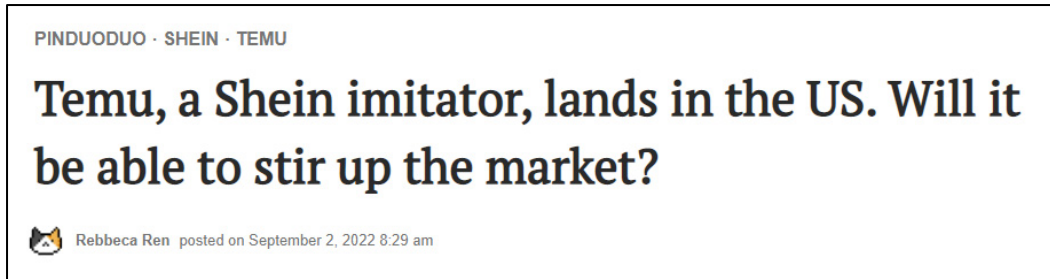 PINDUODUO · SHEIN · TEMU
Temu, a Shein imitator, lands in the US. Will it
be able to stir up the market?
Rebbeca Ren posted on September 2, 2022 8:29 am